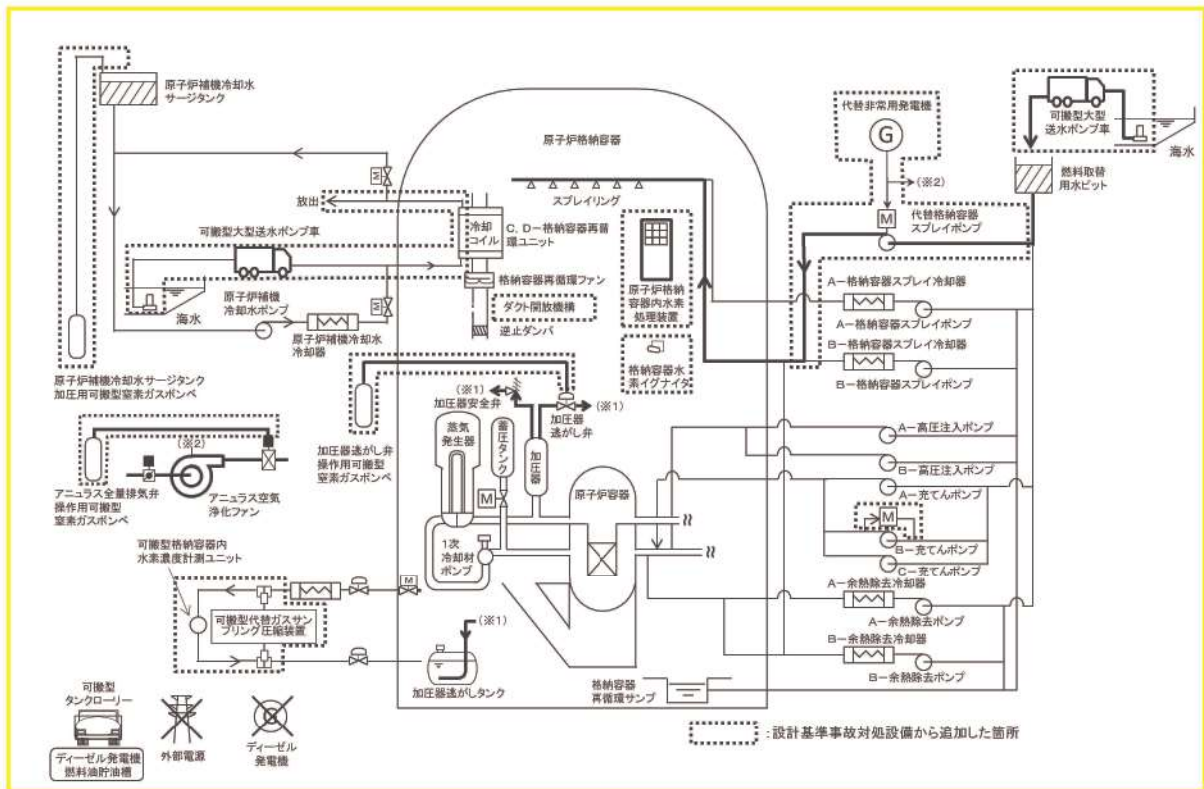 原子炉補機冷却水
サージタンク
原子炉格納容器
スプレイリング
代替非常用発電機
G
(※2)
M
代替格納容器
スプレイポンプ
可搬型大型
送水ポンプ車
海水
燃料取替
用水ピット
M
放出
冷却
コイル
C,D－格納容器再循
環ユニット
可搬型大型送水ポンプ車
格納容器再循環ファン
ダクト開放機構
逆止ダンパ
原子炉補機
冷却水ポンプ
M
海水
原子炉補機冷却水
冷却器
原子炉格納
容器内水素
処理装置
格納容器水
素イグナイタ
A－格納容器スプレイ冷却器
A－格納容器スプレイポンプ
B－格納容器スプレイ冷却器
B－格納容器スプレイポンプ
原子炉補機冷却水サージタンク
加圧用可搬型窒素ガスボンベ
(※1)
加圧器安全弁
(※1)
加圧器
逃がし弁
加圧器逃がし弁
操作用可搬型
窒素ガスボンベ
蒸気
発生器
蓄圧タンク
加圧器
M
原子炉容器
1次
冷却材
ポンプ
(※2)
アニュラス全量排気弁
操作用可搬型
窒素ガスボンベ
アニュラス空気
浄化ファン
A－高圧注入ポンプ
B－高圧注入ポンプ
A－充てんポンプ
M
B－充てんポンプ
C－充てんポンプ
A－余熱除去冷却器
A－余熱除去ポンプ
B－余熱除去冷却器
B－余熱除去ポンプ
可搬型格納容器内
水素濃度計測ユニット
M
可搬型代替ガスサン
プリング圧縮装置
(※1)
加圧器逃がしタンク
格納容器
再循環サンプ
可搬型
タンクローリー
ディーゼル発電機
燃料油貯油槽
外部電源
ディーゼル
発電機
：設計基準事故対処設備から追加した箇所